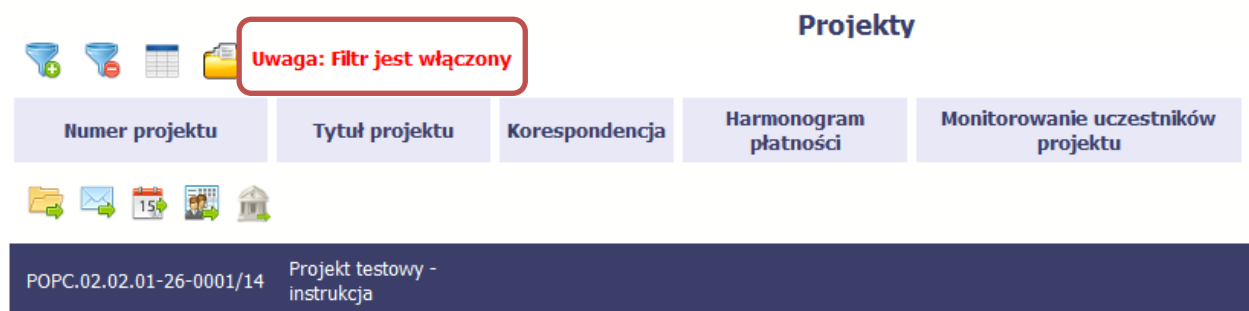 Projekty
Uwaga: Filtr jest włączony
Numer projektu
Tytuł projektu
Korespondencja
Harmonogram
płatności
Monitorowanie uczestników
projektu
15
POPC.02.02.01-26-0001/14
Projekt testowy -
instrukcja